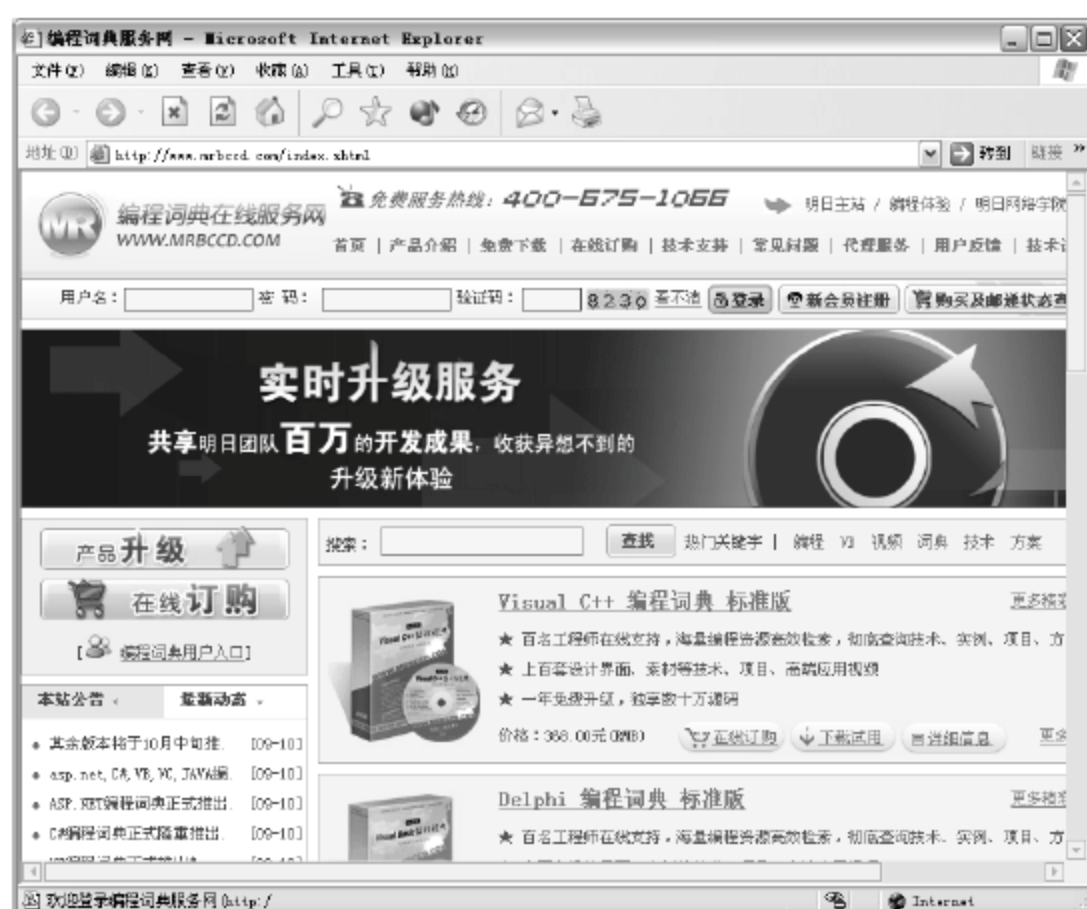 编程词典服务网 - Microsoft Internet Explorer
文件(F) 编辑(E) 查看(V) 收藏(A) 工具(T) 帮助(H)
地址(D) http://www.mrbccd.com/index.xhtml 转到 链接 »
MR 编程词典在线服务网
WWW.MRBCCD.COM
免费服务热线：400-675-1066 明日主站 / 编程体验 / 明日网络学院
首页 | 产品介绍 | 免费下载 | 在线订购 | 技术支持 | 常见问题 | 代理服务 | 用户反馈 | 技术
用户名： 密 码： 验证码： 8230 看不清 登录 新会员注册 购买及邮递状态查
实时升级服务
共享明日团队百万的开发成果，收获异想不到的
升级新体验
产品升级
在线订购
[编程词典用户入口]
搜索： 查找 热门关键字 | 编程 VB 视频 词典 技术 方案
Visual C++ 编程词典 标准版 更多精彩
★ 百名工程师在线支持，海量编程资源高效检索，彻底查询技术、实例、项目、方
★ 上百套设计界面、素材等技术、项目、高端应用视频
★ 一年免费升级，独享数十万源码
价格：368.00元(RMB) 在线订购 下载试用 详细信息 更多
本站公告 最新动态
其余版本将于10月中旬推. [09-10]
asp.net,C#,VB,VC,JAVA编. [09-10]
ASP.NET编程词典正式推出. [09-10]
C#编程词典正式隆重推出. [09-10]
Delphi 编程词典 标准版 更多精彩
★ 百名工程师在线支持，海量编程资源高效检索，彻底查询技术、实例、项目、方
欢迎登录编程词典服务网(http:/ Internet